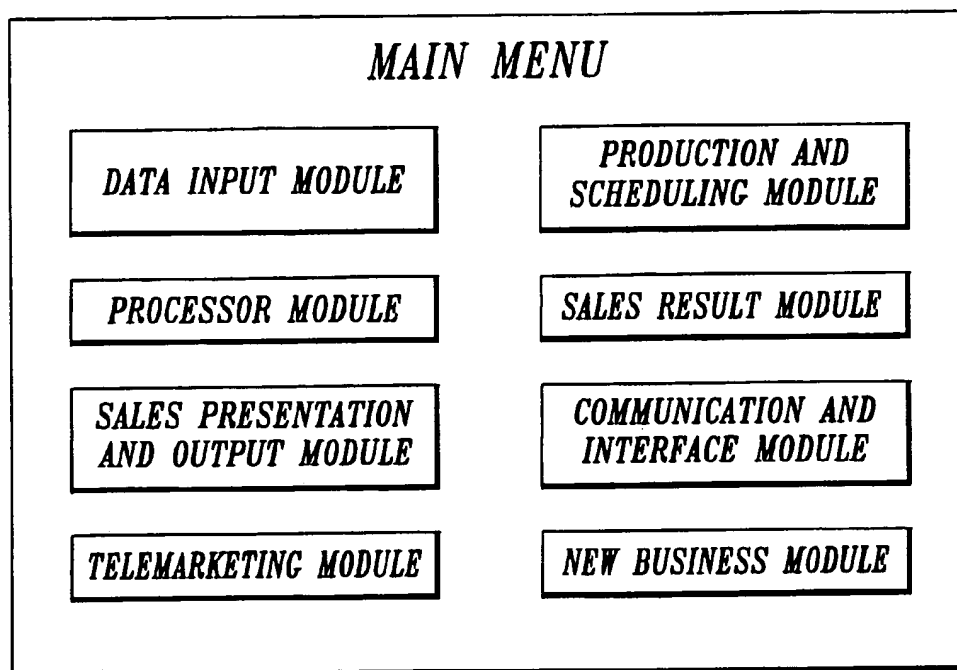 MAIN MENU
DATA INPUT MODULE
PRODUCTION AND
SCHEDULING MODULE
PROCESSOR MODULE
SALES RESULT MODULE
SALES PRESENTATION
AND OUTPUT MODULE
COMMUNICATION AND
INTERFACE MODULE
TELEMARKETING MODULE
NEW BUSINESS MODULE